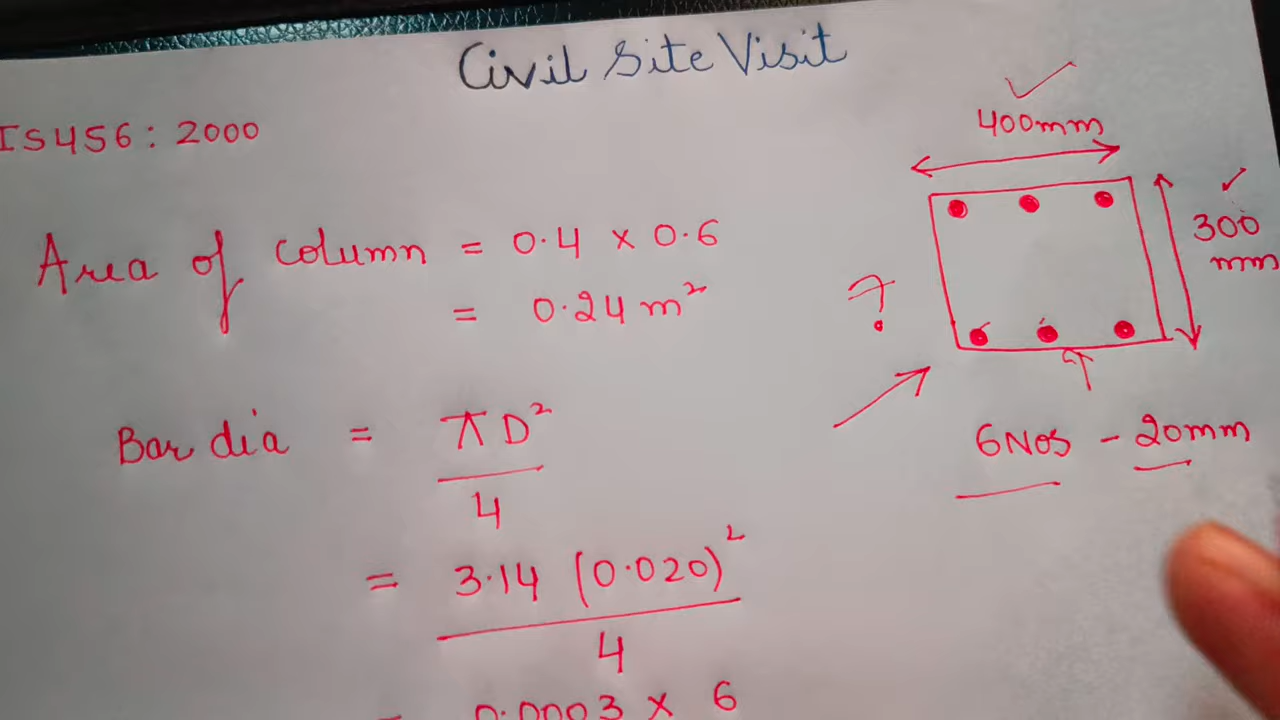 Civil Site Visit
IS456: 2000
400mm
300
mm
Area of column = 0.4 x 0.6
= 0.24 m²
?
Bar dia = πD²
4
6Nos - 20mm
= 3.14 (0.020)²
4
= 0.0003 x 6